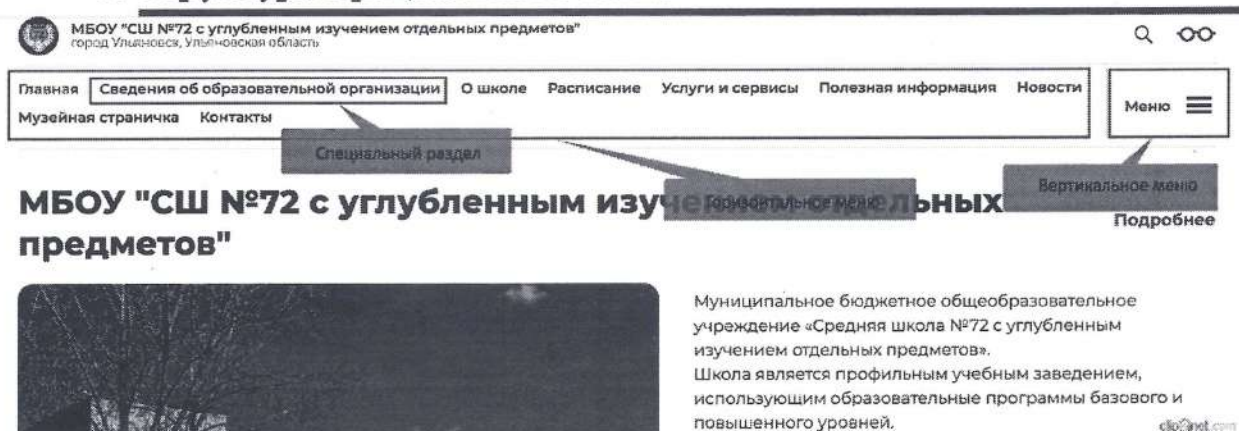 МБОУ "СШ №72 с углубленным изучением отдельных предметов"
город Ульяновск, Ульяновская область
Главная Сведения об образовательной организации О школе Расписание Услуги и сервисы Полезная информация Новости
Меню
Музейная страничка Контакты
Специальный раздел
Вертикальное меню
Горизонтальное меню
МБОУ "СШ №72 с углубленным отдельных
Подробнее
предметов"
Муниципальное бюджетное общеобразовательное
учреждение «Средняя школа №72 с углубленным
изучением отдельных предметов».
Школа является профильным учебным заведением,
использующим образовательные программы базового и
повышенного уровней.